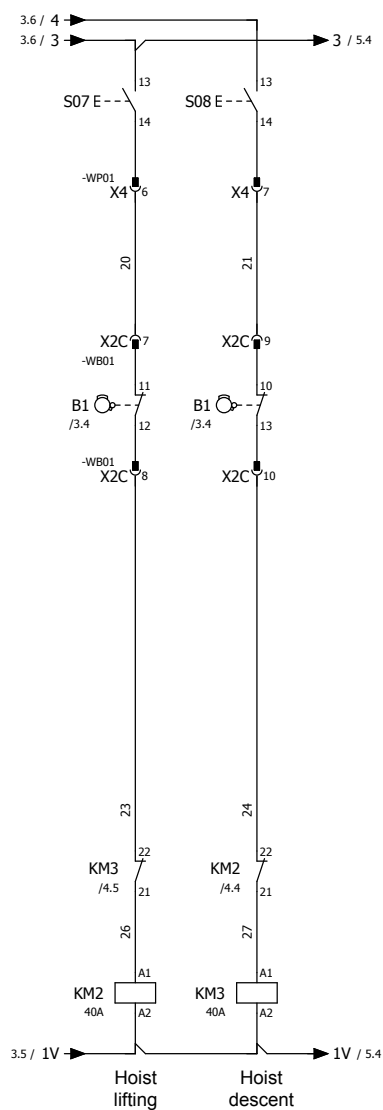 3.6 / 4
3.6 / 3 3 / 5.4
13 13
S07 E S08 E
14 14
-WP01
X4 6 X4 7
20 21
X2C 7 X2C 9
-WB01
11 10
B1 B1
/3.4 12 /3.4 13
-WB01
X2C 8 X2C 10
23 24
22 22
KM3 KM2
/4.5 21 /4.4 21
26 27
A1 A1
KM2 KM3
40A A2 40A A2
3.5 / 1V 1V / 5.4
Hoist Hoist
lifting descent